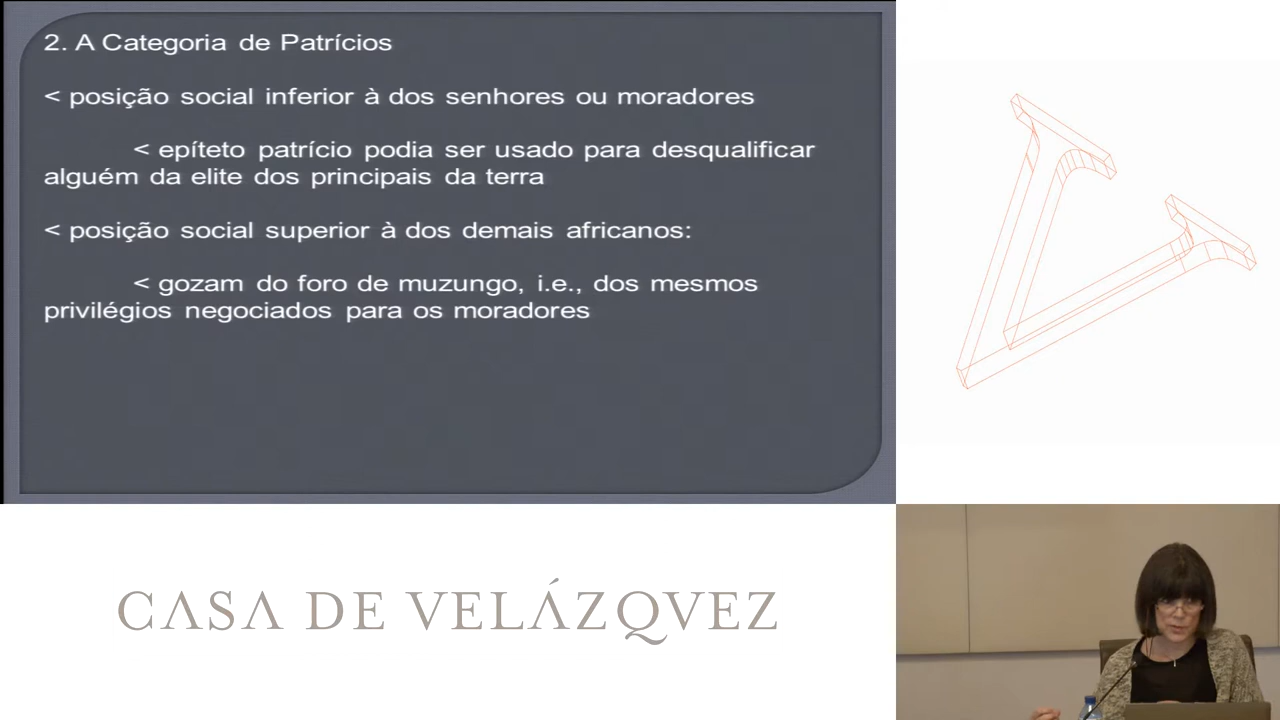 2. A Categoria de Patrícios
< posição social inferior à dos senhores ou moradores
< epíteto patrício podia ser usado para desqualificar
alguém da elite dos principais da terra
< posição social superior à dos demais africanos:
< gozam do foro de muzungo, i.e., dos mesmos
privilégios negociados para os moradores
CASA DE VELÁZQVEZ